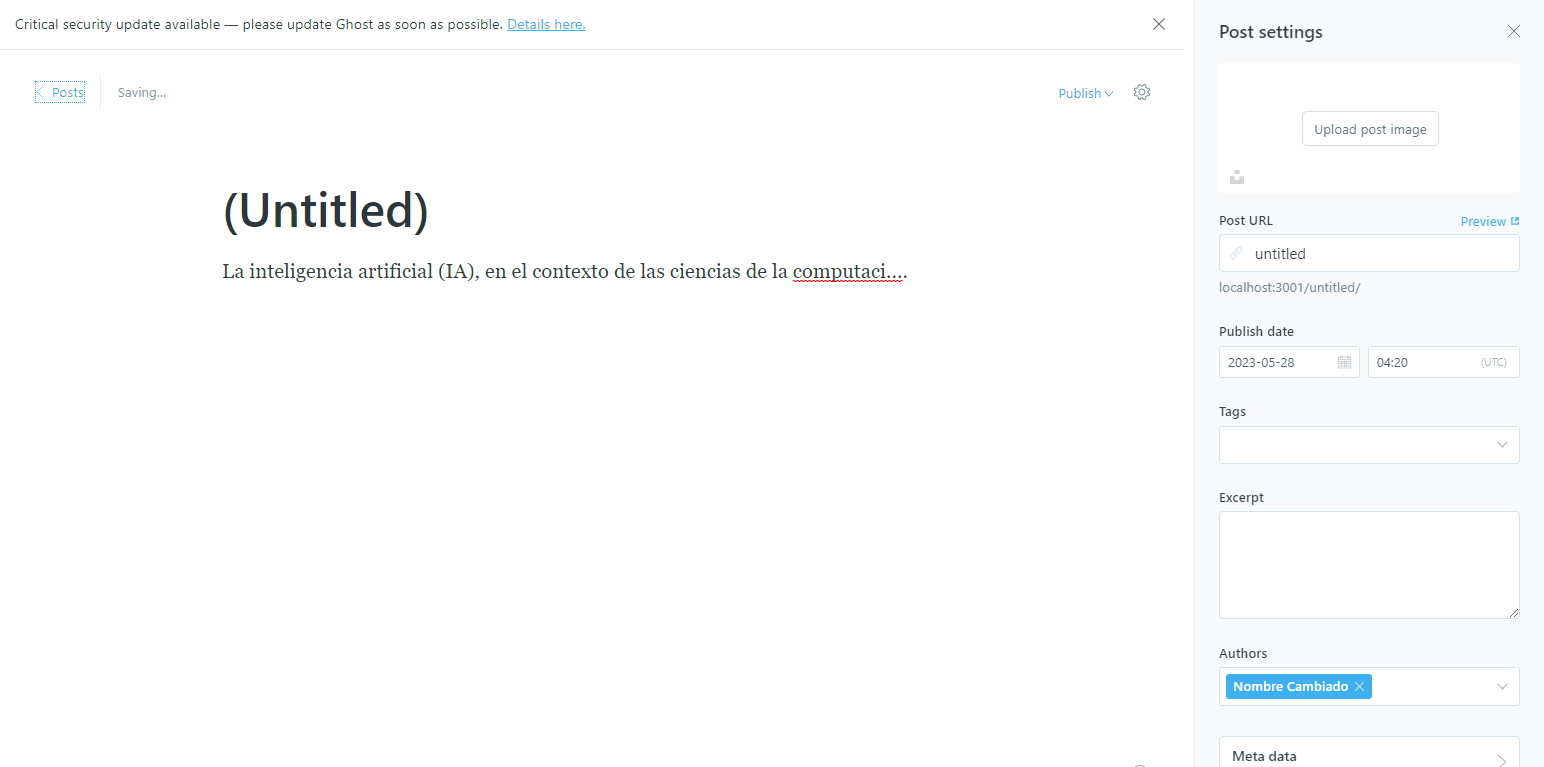 Critical security update available — please update Ghost as soon as possible. Details here.
Posts
Saving...
Publish
(Untitled)
La inteligencia artificial (IA), en el contexto de las ciencias de la computaci....
Post settings
Upload post image
Post URL
Preview
untitled
localhost:3001/untitled/
Publish date
2023-05-28
04:20
(UTC)
Tags
Excerpt
Authors
Nombre Cambiado
Meta data